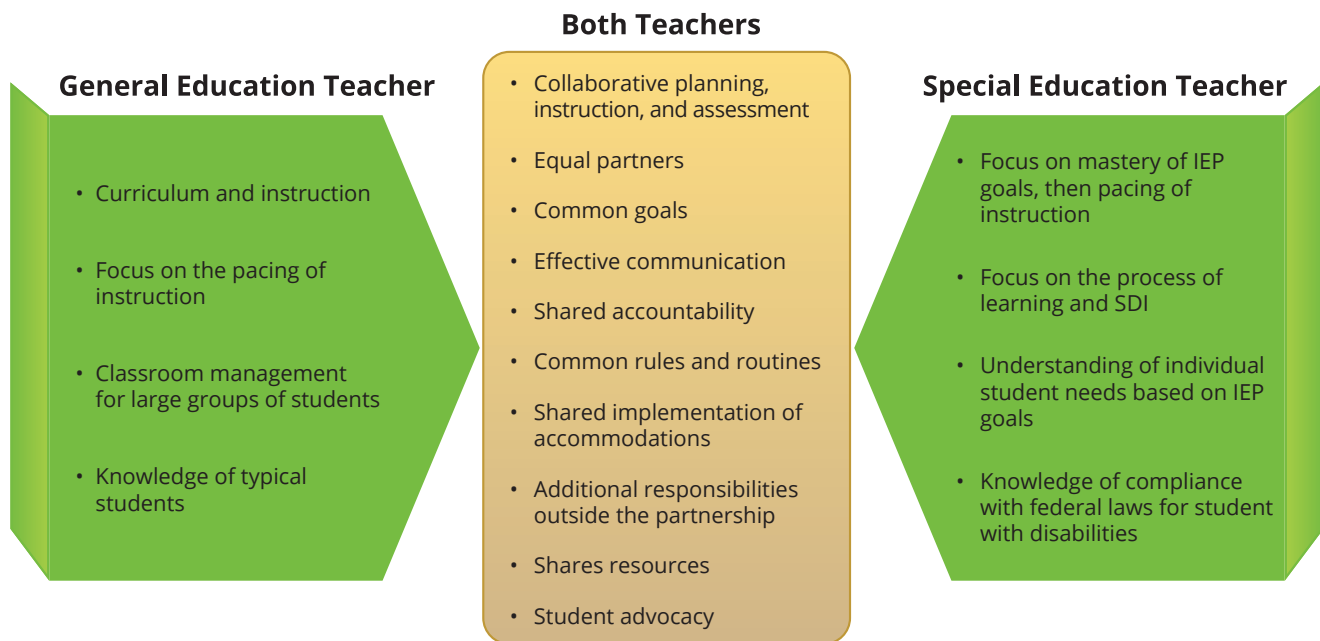 Both Teachers
General Education Teacher
• Curriculum and instruction
• Focus on the pacing of
instruction
• Classroom management
for large groups of students
• Knowledge of typical
students
• Collaborative planning,
instruction, and assessment
• Equal partners
• Common goals
• Effective communication
• Shared accountability
• Common rules and routines
• Shared implementation of
accommodations
• Additional responsibilities
outside the partnership
• Shares resources
• Student advocacy
Special Education Teacher
• Focus on mastery of IEP
goals, then pacing of
instruction
• Focus on the process of
learning and SDI
• Understanding of individual
student needs based on IEP
goals
• Knowledge of compliance
with federal laws for student
with disabilities